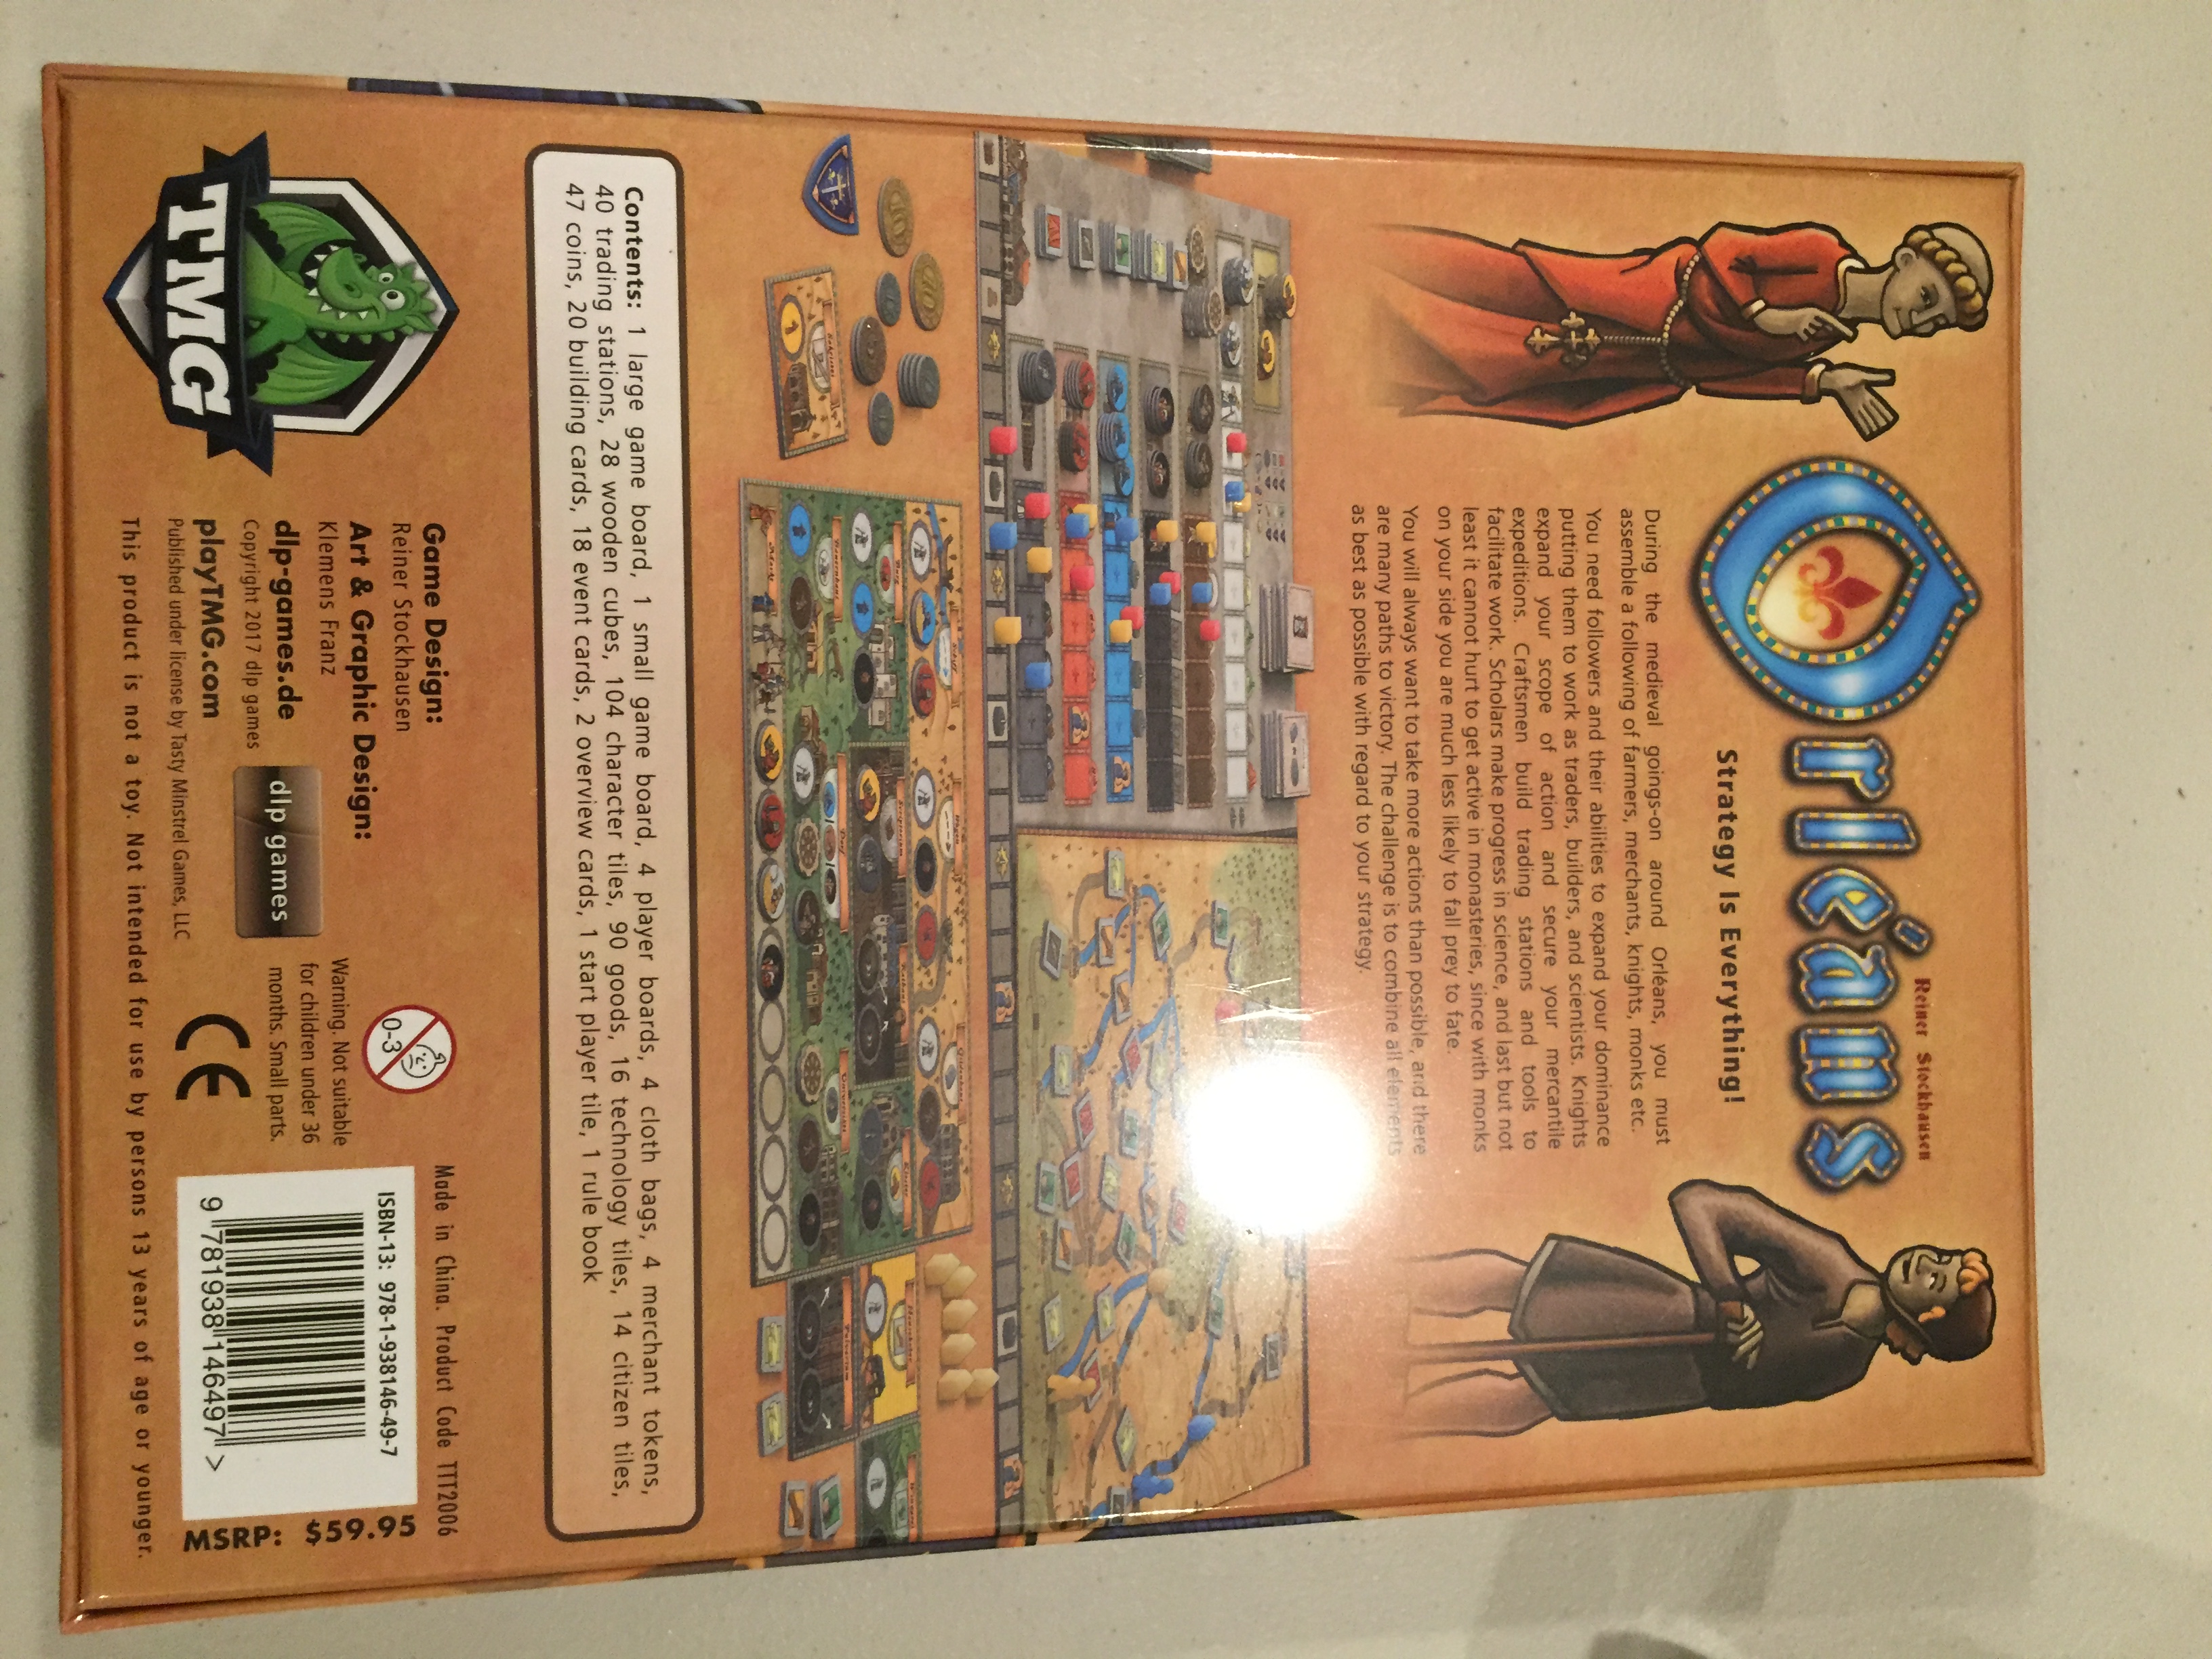 Reiner Stockhausen
Orléans
Strategy Is Everything!
During the medieval goings-on around Orléans, you must
assemble a following of farmers, merchants, knights, monks etc.
You need followers and their abilities to expand your dominance
putting them to work as traders, builders, and scientists. Knights
expand your scope of action and secure your mercantile
expeditions. Craftsmen build trading stations and tools to
facilitate work. Scholars make progress in science, and last but not
least it cannot hurt to get active in monasteries, since with monks
on your side you are much less likely to fall prey to fate.
You will always want to take more actions than possible, and there
are many paths to victory. The challenge is to combine all elements
as best as possible with regard to your strategy.
Contents: 1 large game board, 1 small game board, 4 player boards, 4 cloth bags, 4 merchant tokens,
40 trading stations, 28 wooden cubes, 104 character tiles, 90 goods, 16 technology tiles, 14 citizen tiles,
47 coins, 20 building cards, 18 event cards, 2 overview cards, 1 start player tile, 1 rule book
TMG
Game Design:
Reiner Stockhausen
Art & Graphic Design:
Klemens Franz
dlp-games.de
Copyright 2017 dlp games
dlp games
playTMG.com
Published under license by Tasty Minstrel Games, LLC
0-3
Warning. Not suitable
for children under 36
months. Small parts.
CE
Made in China. Product Code TTT2006
ISBN-13: 978-1-938146-49-7
9 781938 146497 >
MSRP: $59.95
This product is not a toy. Not intended for use by persons 13 years of age or younger.